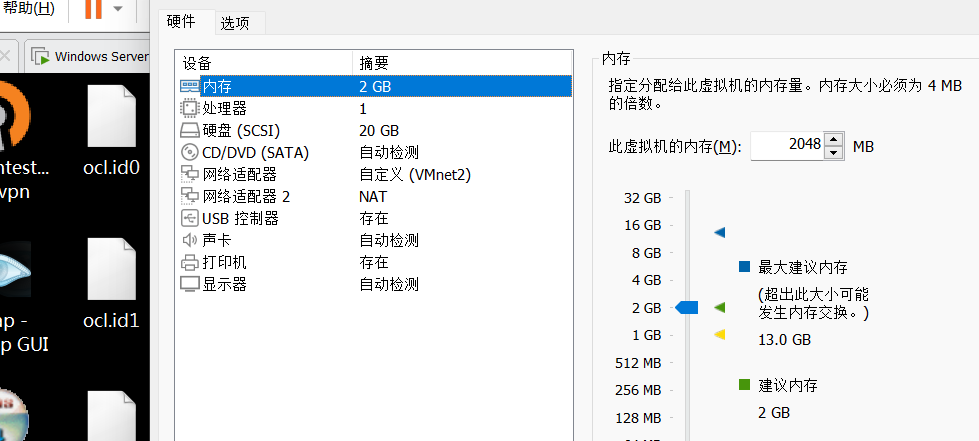 帮助(H)
硬件
选项
Windows Server
设备
摘要
内存
2 GB
处理器
1
硬盘 (SCSI)
20 GB
CD/DVD (SATA)
自动检测
网络适配器
自定义 (VMnet2)
网络适配器 2
NAT
USB 控制器
存在
声卡
自动检测
打印机
存在
显示器
自动检测
ntest...
vpn
ocl.id0
ap -
p GUI
ocl.id1
内存
指定分配给此虚拟机的内存量。内存大小必须为 4 MB
的倍数。
此虚拟机的内存(M):
2048
MB
32 GB
16 GB
8 GB
4 GB
2 GB
1 GB
512 MB
256 MB
128 MB
最大建议内存
(超出此大小可能
发生内存交换。)
13.0 GB
建议内存
2 GB